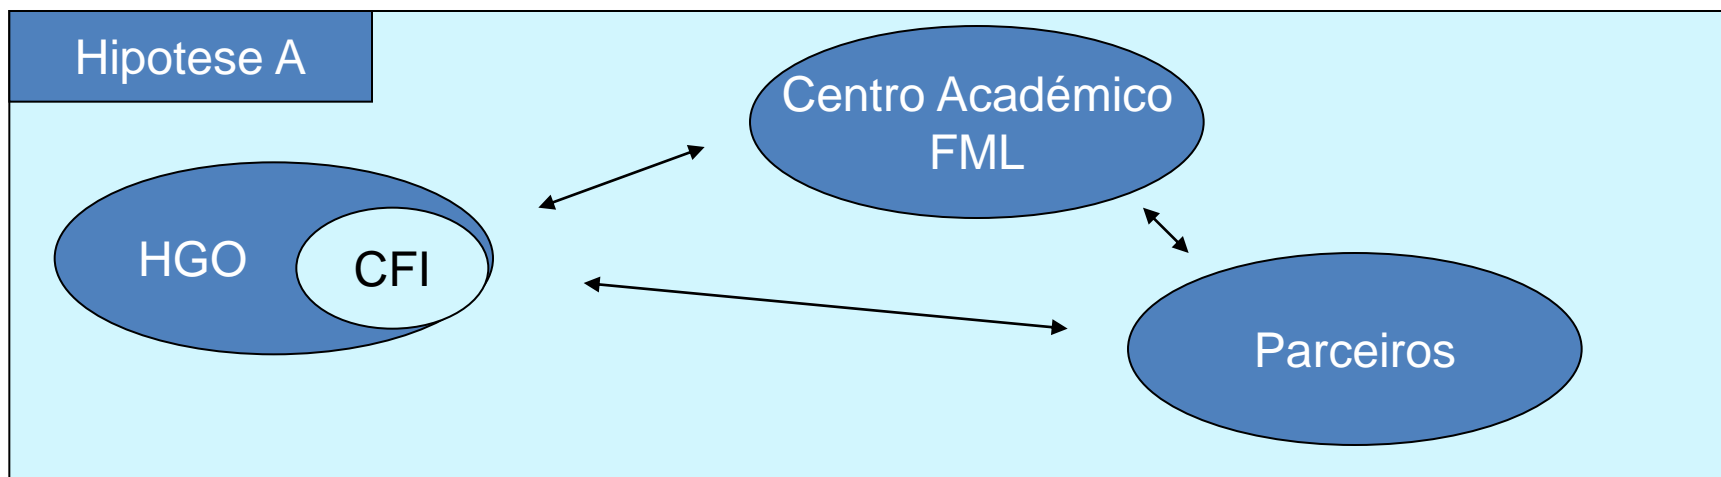 Hipotese A
Centro Académico
FML
HGO
CFI
Parceiros